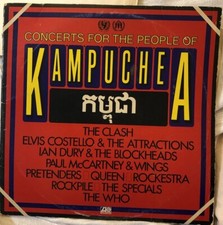 CONCERTS FOR THE PEOPLE OF
KAMPUCHEA
កម្ពុជា
THE CLASH
ELVIS COSTELLO & THE ATTRACTIONS
IAN DURY & THE BLOCKHEADS
PAUL McCARTNEY & WINGS
PRETENDERS QUEEN ROCKESTRA
ROCKPILE THE SPECIALS
THE WHO